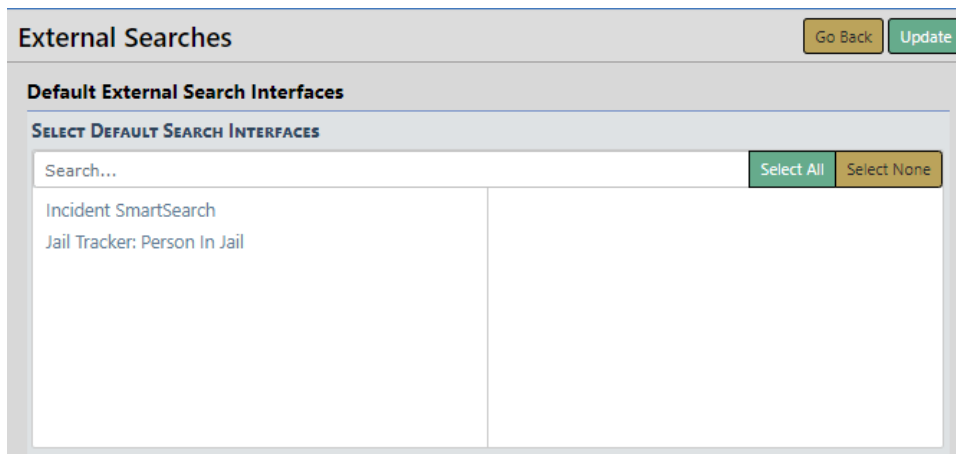 External Searches
Go Back
Update
Default External Search Interfaces
SELECT DEFAULT SEARCH INTERFACES
Search...
Select All
Select None
Incident SmartSearch
Jail Tracker: Person In Jail